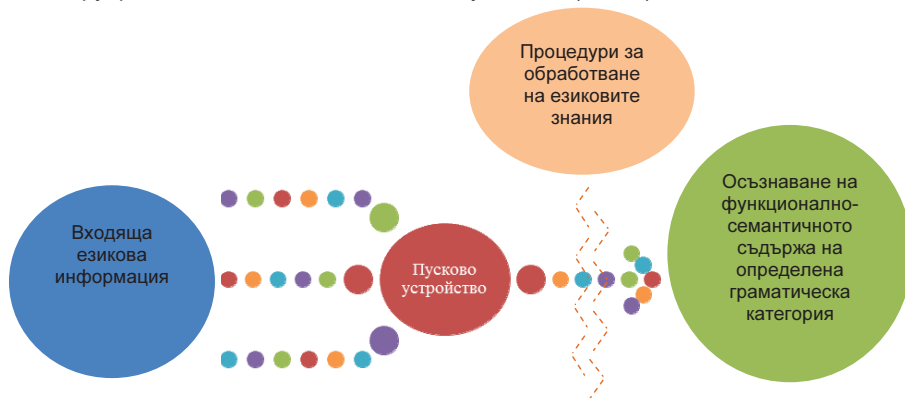 Процедури за
обработване
на езиковите
знания
Входяща
езикова
информация
Пусково
устройство
Осъзнаване на
функционално-
семантичното
съдържа на
определена
граматическа
категория